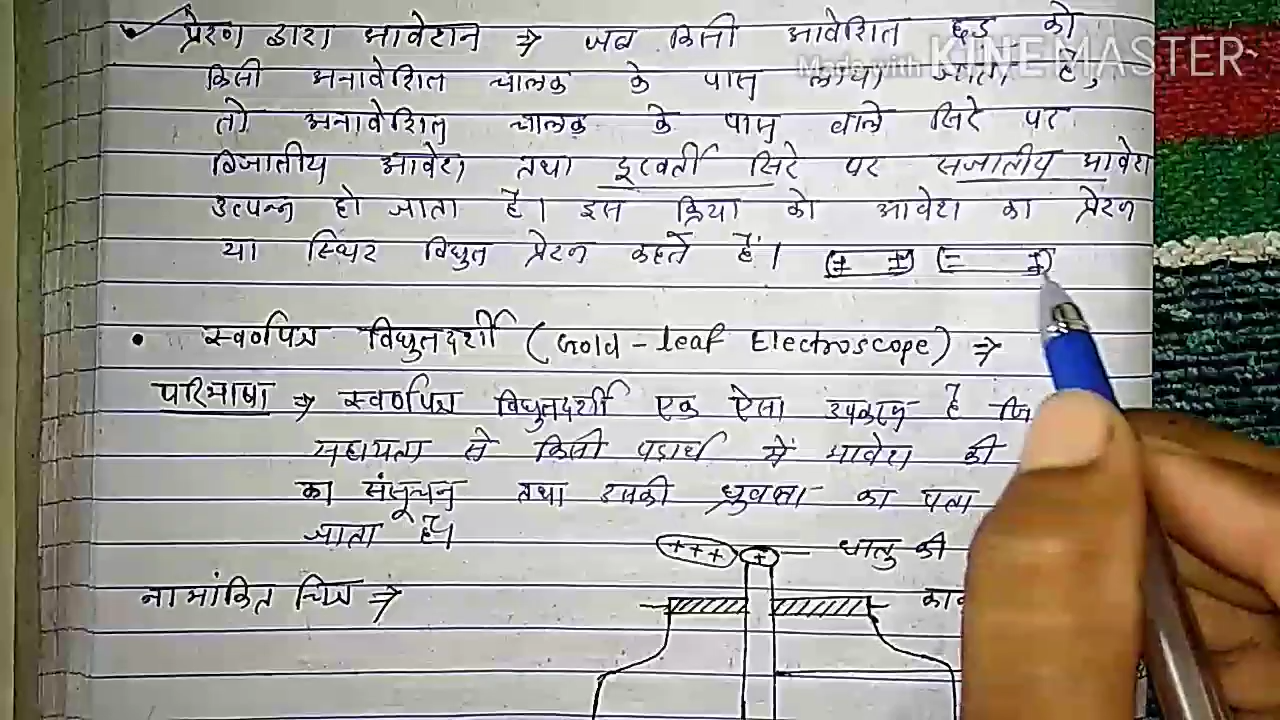 प्रेरण द्वारा आवेशन ⇒ जब किसी आवेशित छड़ को
Made with KINEMASTER
किसी अनावेशित चालक के पास लाया जाता है,
तो अनावेशित चालक के पास वाले सिरे पर
विजातीय आवेश तथा दूरवर्ती सिरे पर सजातीय आवेश
उत्पन्न हो जाता है। इस क्रिया को आवेश का प्रेरण
या स्थिर विधुत प्रेरण कहते हैं। + + - +
• स्वर्णपत्र विधुतदर्शी (Gold-leaf Electroscope) ⇒
परिभाषा ⇒ स्वर्णपत्र विधुतदर्शी एक ऐसा उपकरण है
सहायता से किसी पदार्थ में आवेश की
का संसूचन तथा उसकी ध्रुवता का पता
जाता है।
+++ + धातु की
नामांकित चित्र ⇒